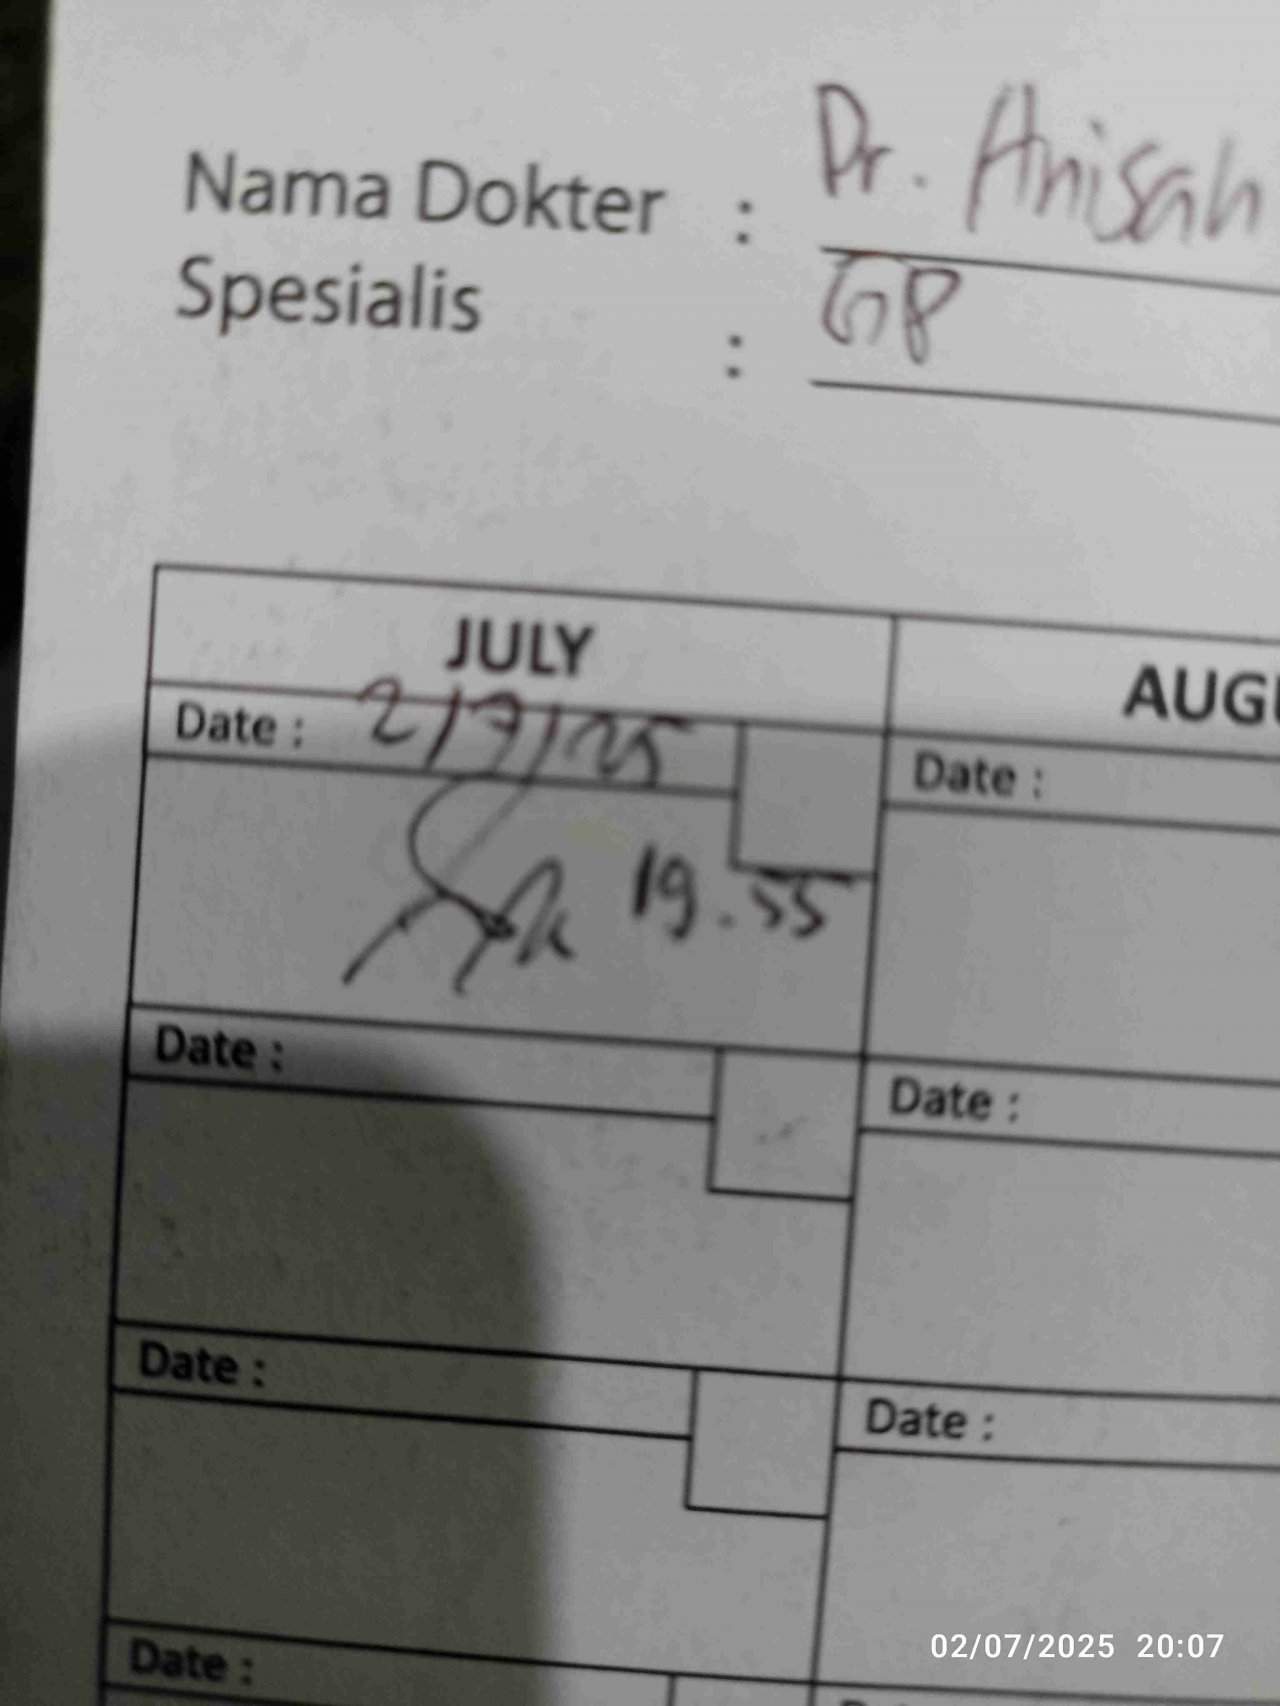 Nama Dokter : Dr. Anisah
Spesialis : GP
JULY
Date : 2/7/25
19.55
Date :
Date :
Date :
Date :
Date :
Date :
02/07/2025 20:07